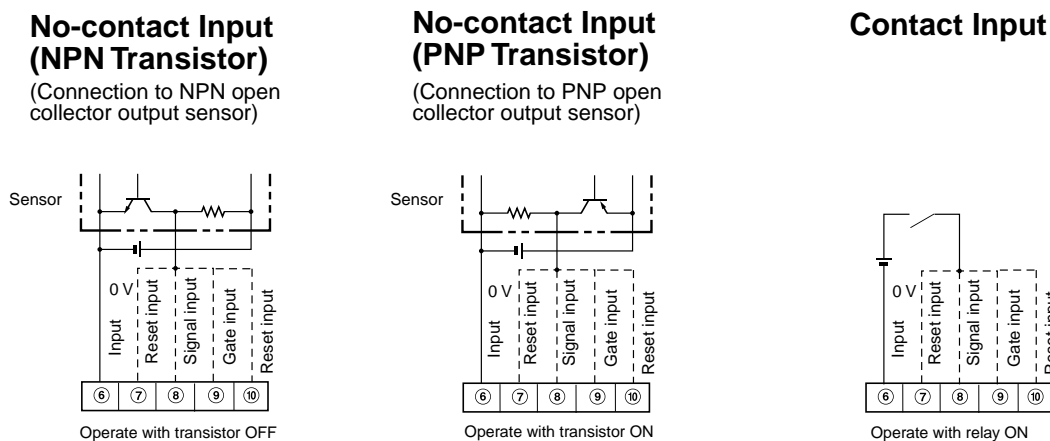 No-contact Input
(NPN Transistor)
(Connection to NPN open
collector output sensor)
Sensor
0 V
Input
Reset input
Signal input
Gate input
Reset input
⑥ ⑦ ⑧ ⑨ ⑩
Operate with transistor OFF
No-contact Input
(PNP Transistor)
(Connection to PNP open
collector output sensor)
Sensor
0 V
Input
Reset input
Signal input
Gate input
Reset input
⑥ ⑦ ⑧ ⑨ ⑩
Operate with transistor ON
Contact Input
0 V
Input
Reset input
Signal input
Gate input
Reset input
⑥ ⑦ ⑧ ⑨ ⑩
Operate with relay ON